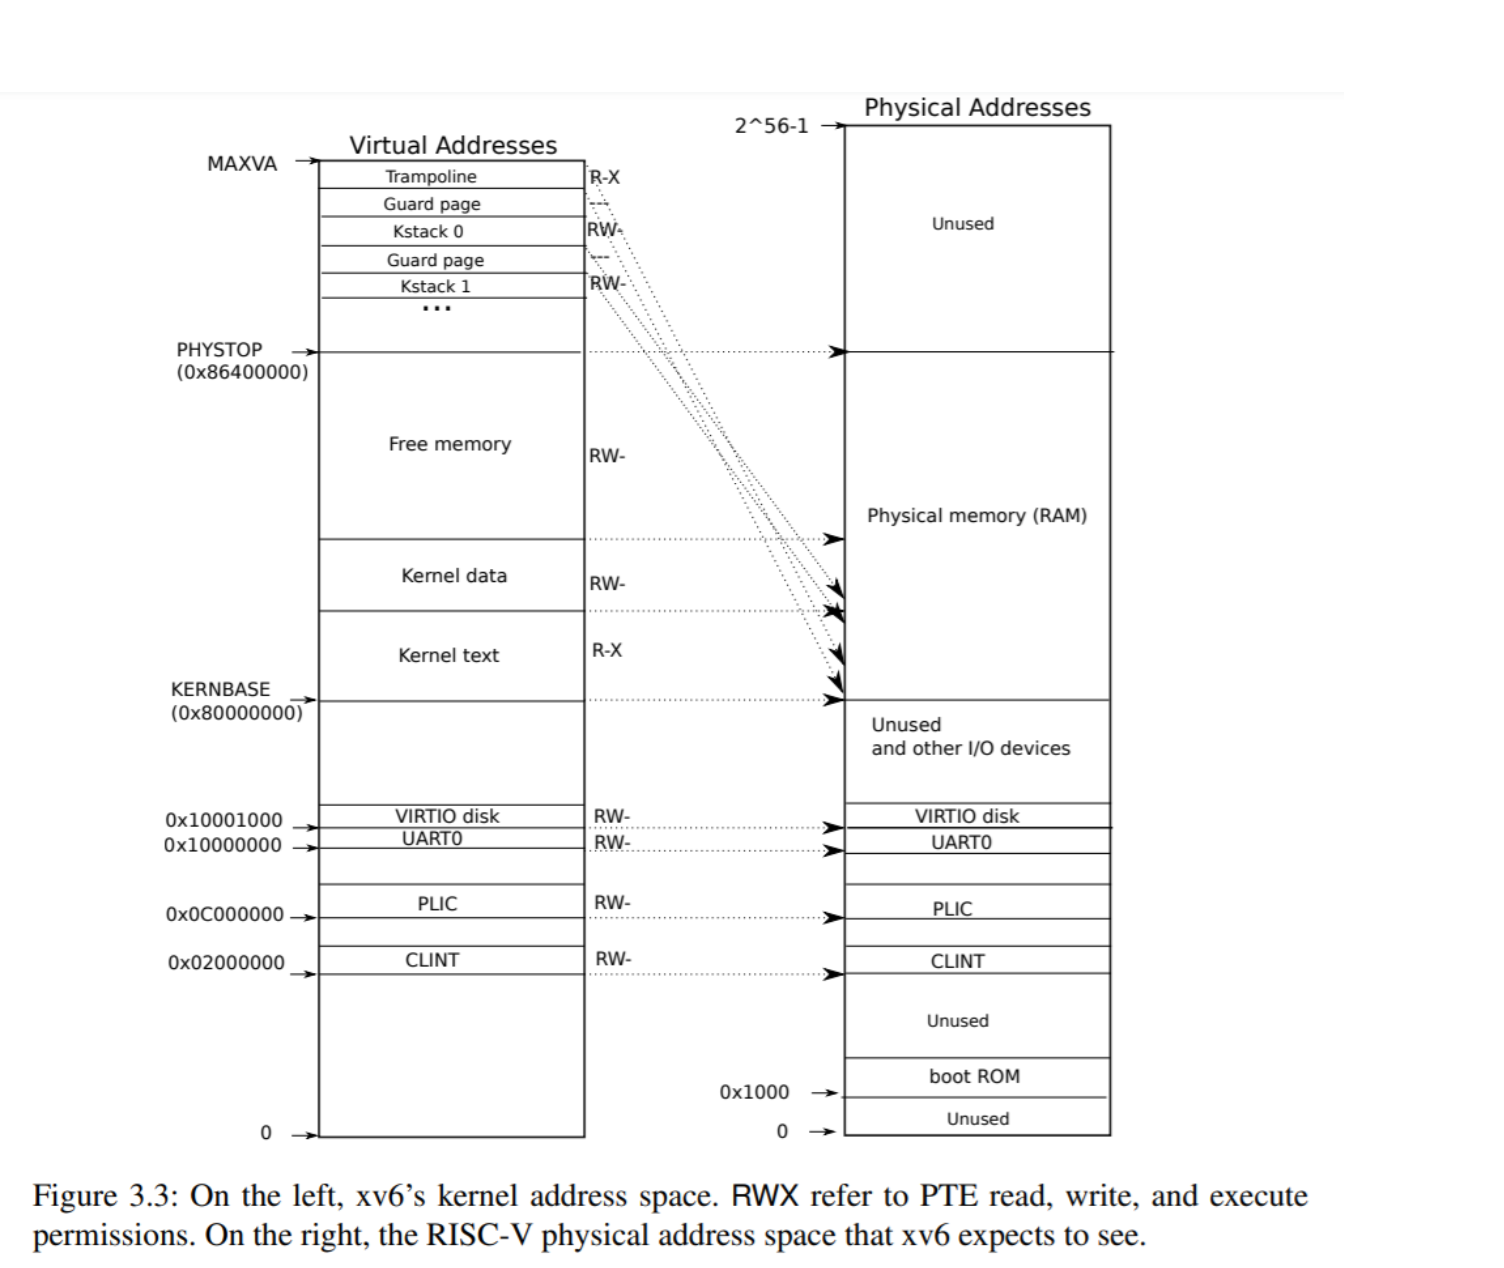 Physical Addresses
2^56-1
Virtual Addresses
MAXVA
Trampoline
R-X
Guard page
---
Unused
Kstack 0
RW-
Guard page
---
Kstack 1
RW-
...
PHYSTOP
(0x86400000)
Free memory
RW-
Physical memory (RAM)
Kernel data
RW-
Kernel text
R-X
KERNBASE
(0x80000000)
Unused
and other I/O devices
0x10001000
VIRTIO disk
RW-
VIRTIO disk
0x10000000
UART0
RW-
UART0
0x0C000000
PLIC
RW-
PLIC
0x02000000
CLINT
RW-
CLINT
Unused
boot ROM
0x1000
Unused
0
0
Figure 3.3: On the left, xv6’s kernel address space. RWX refer to PTE read, write, and execute
permissions. On the right, the RISC-V physical address space that xv6 expects to see.